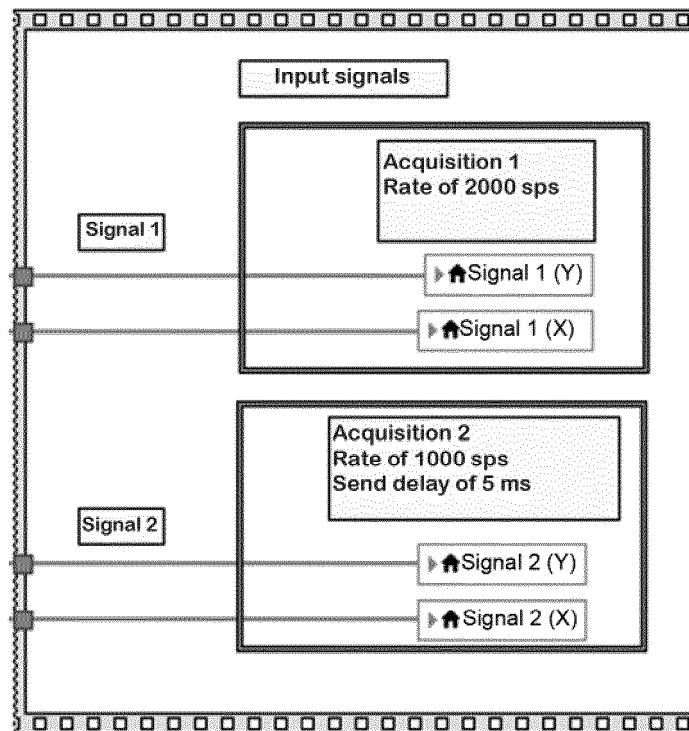 Input signals
Acquisition 1
Rate of 2000 sps
Signal 1
Signal 1 (Y)
Signal 1 (X)
Acquisition 2
Rate of 1000 sps
Send delay of 5 ms
Signal 2
Signal 2 (Y)
Signal 2 (X)